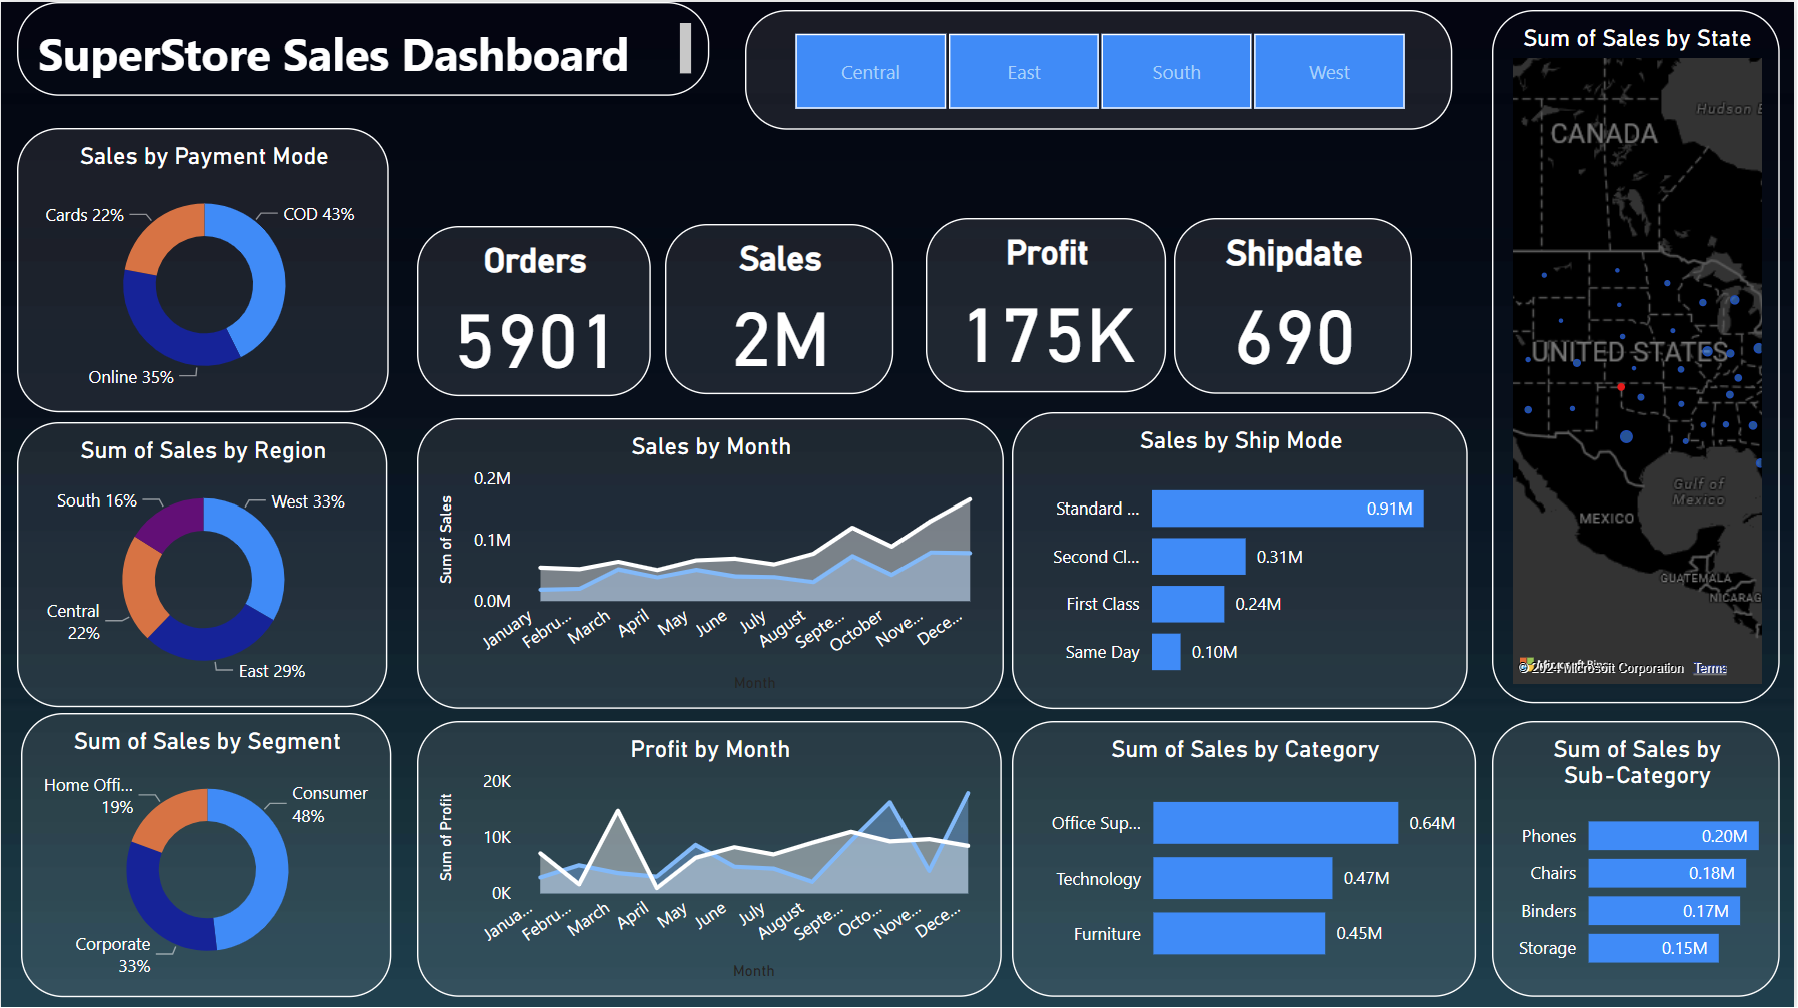 SuperStore Sales Dashboard
Central
East
South
West
Sum of Sales by State
Hudson B
CANADA
UNITED STATES
Gulf of
Mexico
MEXICO
GUATEMALA
NICARAG
© 2024 Microsoft Corporation Terms
Sales by Payment Mode
Cards 22%
COD 43%
Online 35%
Orders
5901
Sales
2M
Profit
175K
Shipdate
690
Sum of Sales by Region
South 16%
West 33%
Central
22%
East 29%
Sales by Month
Sum of Sales
0.2M
0.1M
0.0M
January
Febru...
March
April
May
June
July
August
Septe...
October
Nove...
Dece...
Month
Sales by Ship Mode
Standard ...
0.91M
Second Cl...
0.31M
First Class
0.24M
Same Day
0.10M
Sum of Sales by Segment
Home Offi...
19%
Consumer
48%
Corporate
33%
Profit by Month
Sum of Profit
20K
10K
0K
Janua...
Febru...
March
April
May
June
July
August
Septe...
Octo...
Nove...
Dece...
Month
Sum of Sales by Category
Office Sup...
0.64M
Technology
0.47M
Furniture
0.45M
Sum of Sales by
Sub-Category
Phones
0.20M
Chairs
0.18M
Binders
0.17M
Storage
0.15M